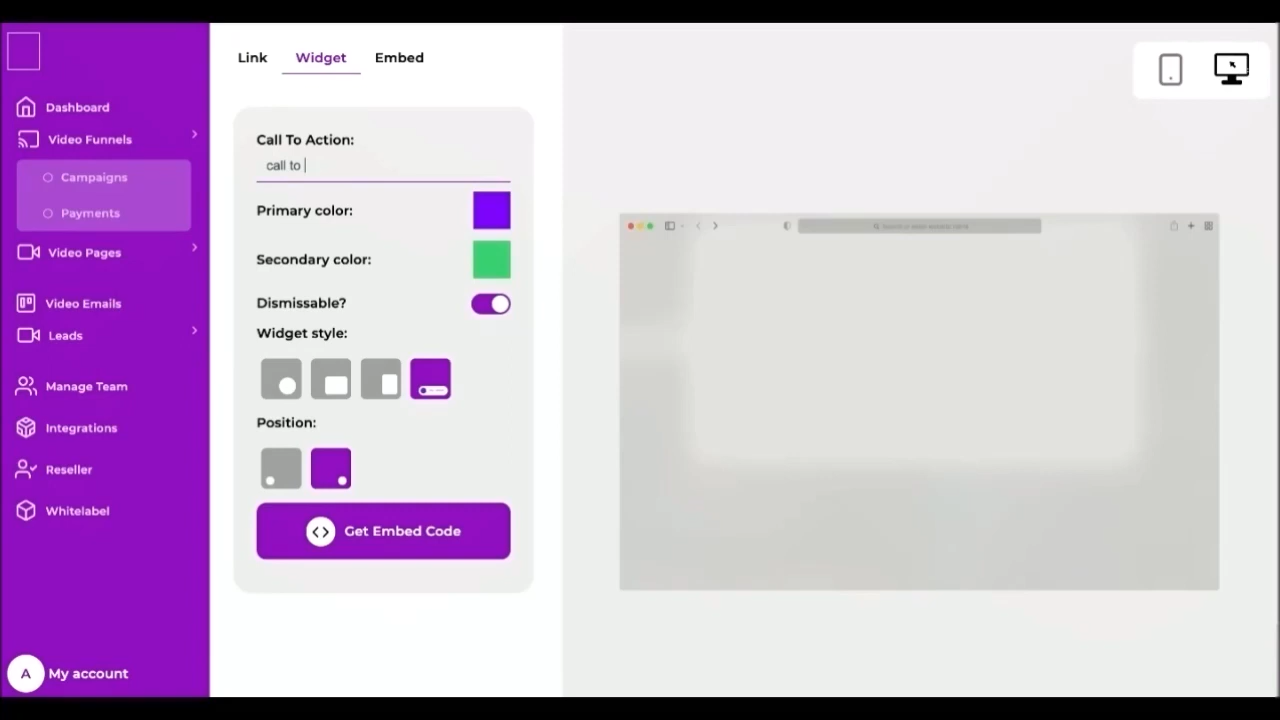 Link Widget Embed
Dashboard
Video Funnels
Campaigns
Payments
Video Pages
Video Emails
Leads
Manage Team
Integrations
Reseller
Whitelabel
A My account
Call To Action:
call to
Primary color:
Secondary color:
Dismissable?
Widget style:
Position:
Get Embed Code